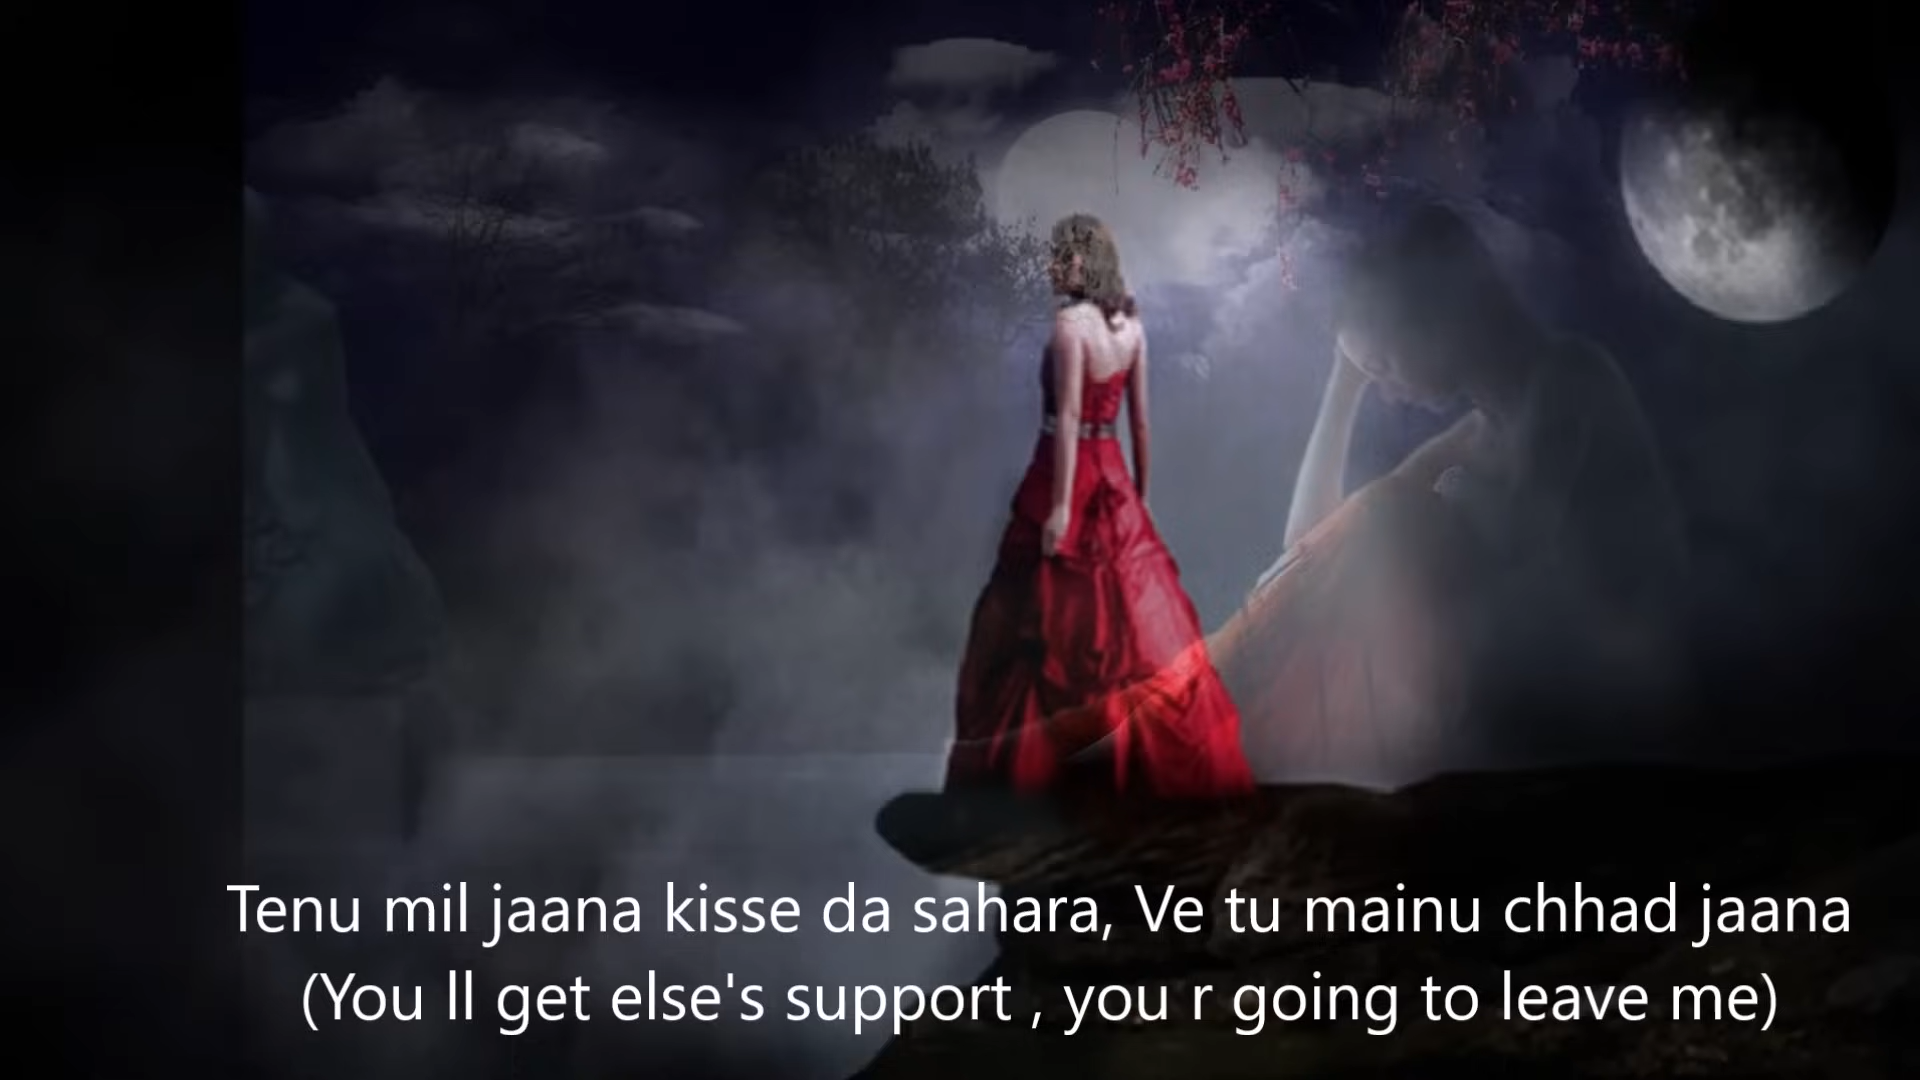 Tenu mil jaana kisse da sahara, Ve tu mainu chhad jaana
(You ll get else's support , you r going to leave me)